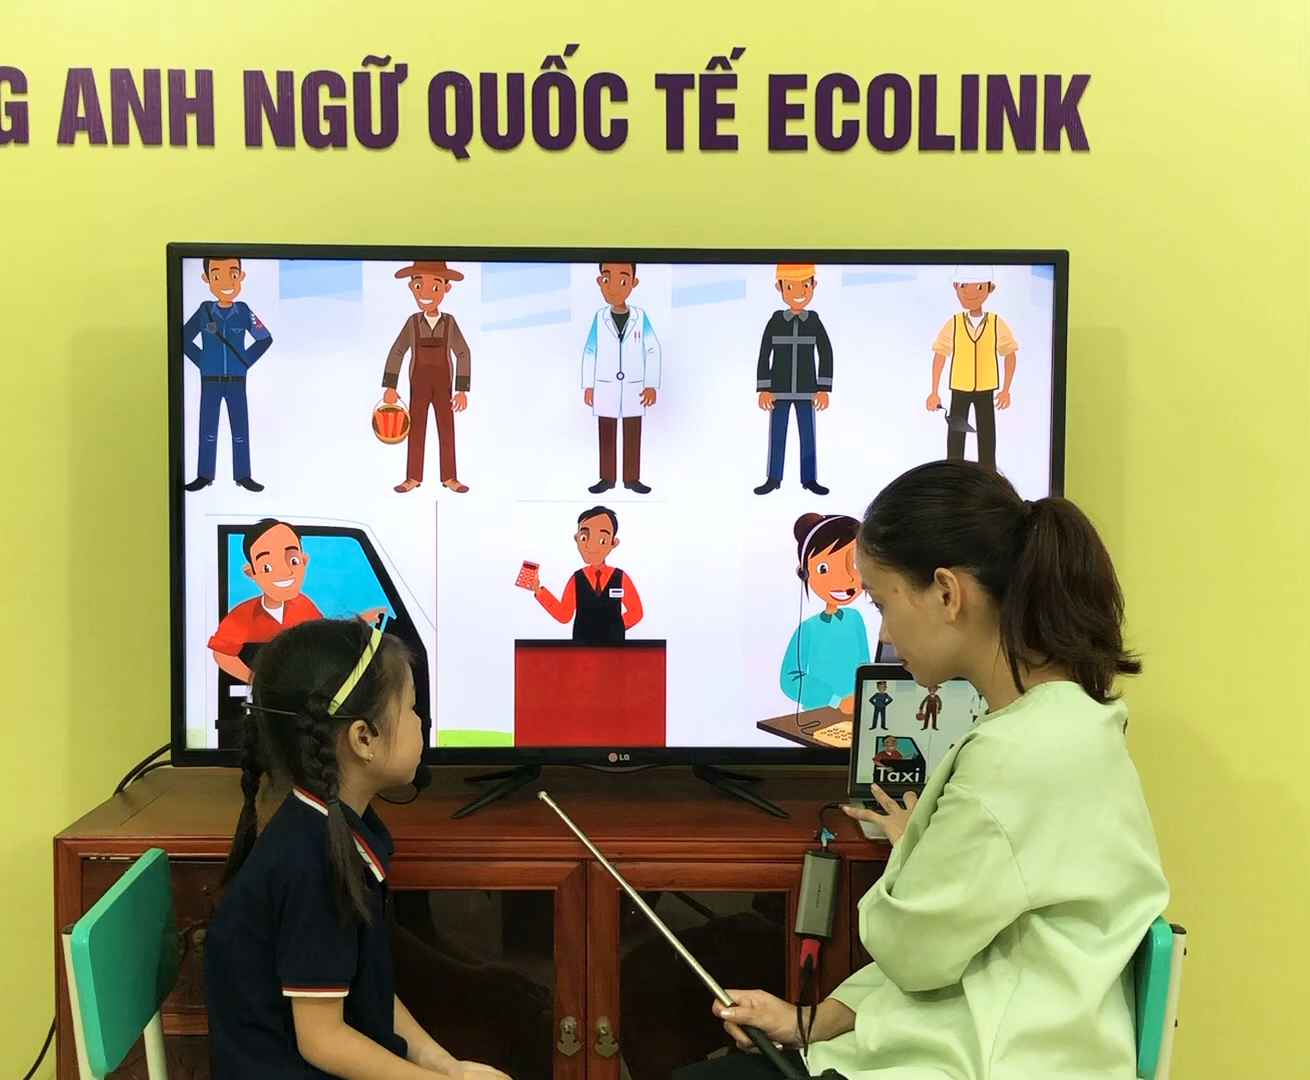 G ANH NGỮ QUỐC TẾ ECOLINK
LG
Taxi